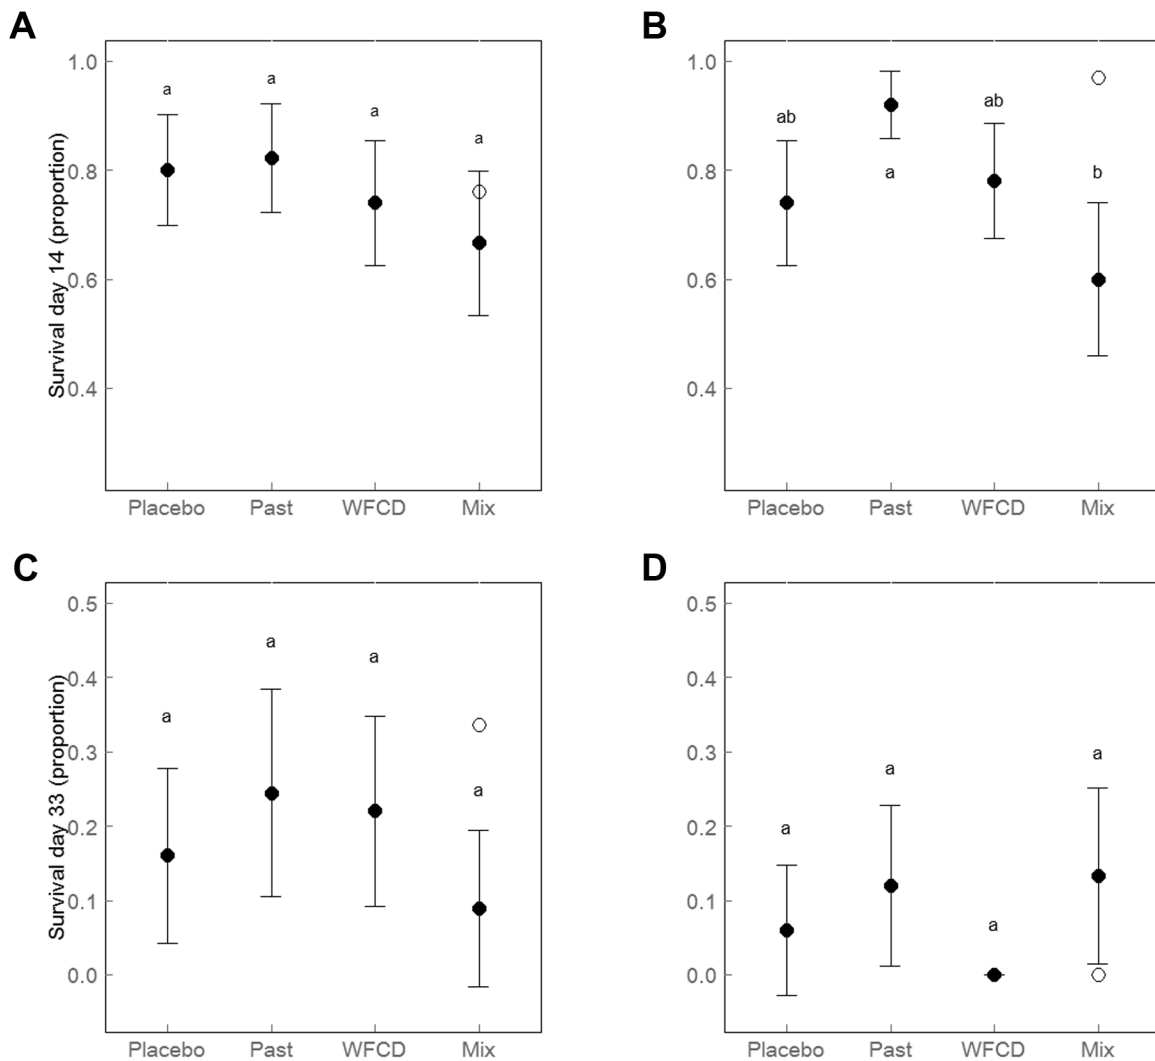 A
Survival day 14 (proportion)
1.0
0.8
0.6
0.4
a
a
a
a
Placebo
Past
WFCD
Mix
B
1.0
0.8
0.6
0.4
ab
a
ab
b
Placebo
Past
WFCD
Mix
C
Survival day 33 (proportion)
0.5
0.4
0.3
0.2
0.1
0.0
a
a
a
a
Placebo
Past
WFCD
Mix
D
0.5
0.4
0.3
0.2
0.1
0.0
a
a
a
a
Placebo
Past
WFCD
Mix